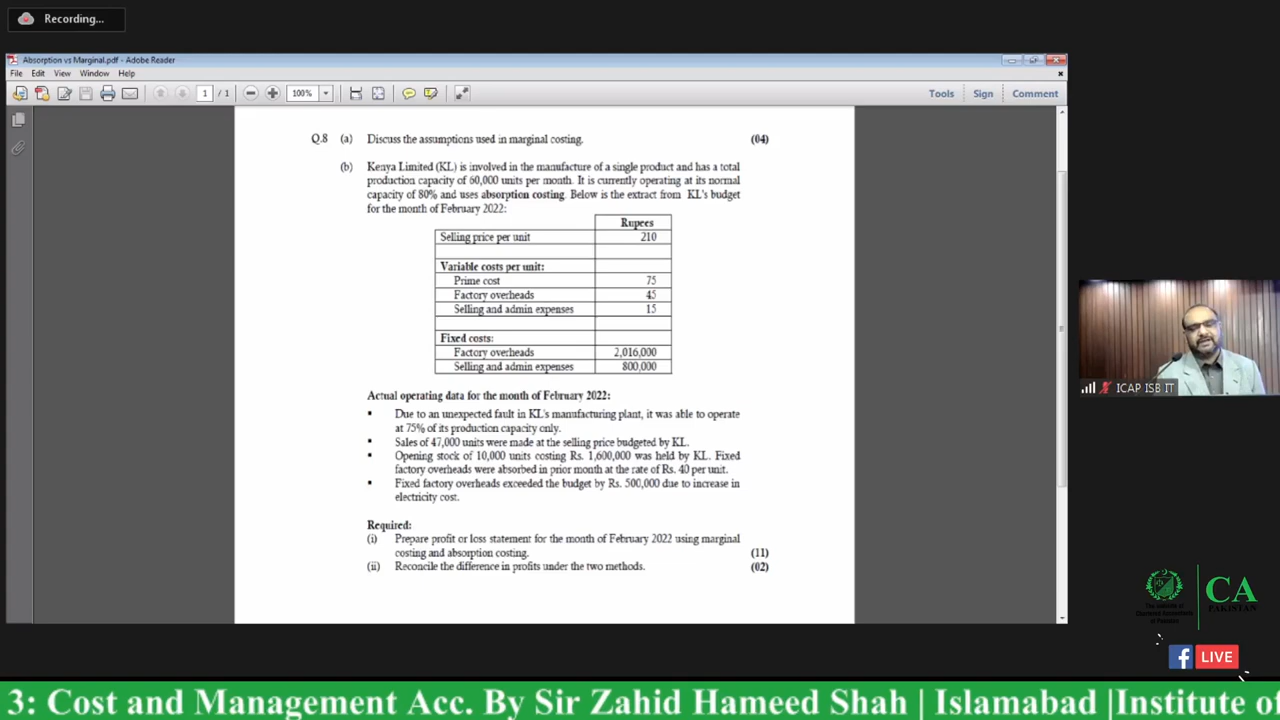 Recording...
Absorption vs Marginal.pdf - Adobe Reader
File Edit View Window Help
1 / 1 100% Tools Sign Comment
Q.8 (a) Discuss the assumptions used in marginal costing. (04)
(b) Kenya Limited (KL) is involved in the manufacture of a single product and has a total
production capacity of 60,000 units per month. It is currently operating at its normal
capacity of 80% and uses absorption costing. Below is the extract from KL's budget
for the month of February 2022:
Rupees
Selling price per unit 210
Variable costs per unit:
Prime cost 75
Factory overheads 45
Selling and admin expenses 15
Fixed costs:
Factory overheads 2,016,000
Selling and admin expenses 800,000
Actual operating data for the month of February 2022:
▪ Due to an unexpected fault in KL's manufacturing plant, it was able to operate
at 75% of its production capacity only.
▪ Sales of 47,000 units were made at the selling price budgeted by KL.
▪ Opening stock of 10,000 units costing Rs. 1,600,000 was held by KL. Fixed
factory overheads were absorbed in prior month at the rate of Rs. 40 per unit.
▪ Fixed factory overheads exceeded the budget by Rs. 500,000 due to increase in
electricity cost.
Required:
(i) Prepare profit or loss statement for the month of February 2022 using marginal
costing and absorption costing. (11)
(ii) Reconcile the difference in profits under the two methods. (02)
ICAP ISB IT
The Institute of
Chartered Accountants
of Pakistan
CA
PAKISTAN
f LIVE
3: Cost and Management Acc. By Sir Zahid Hameed Shah | Islamabad |Institute of